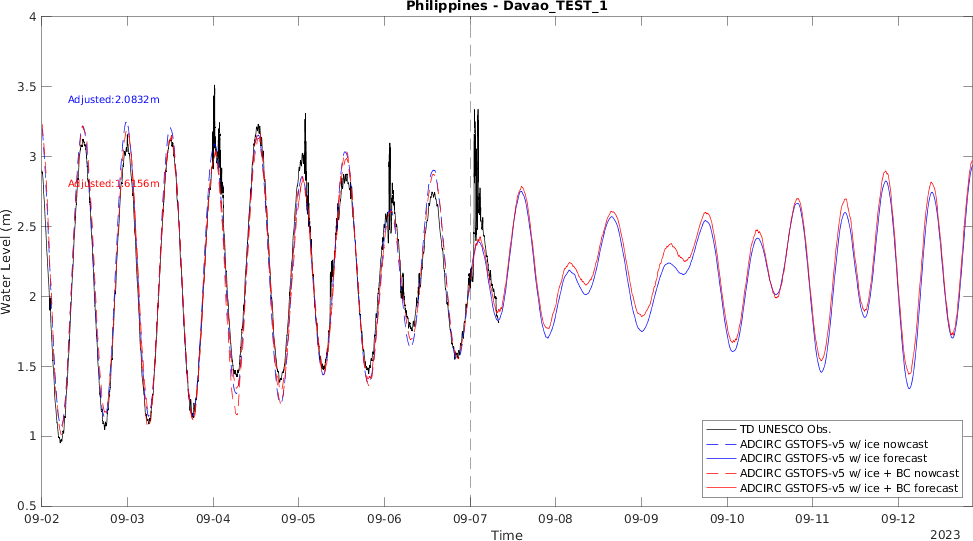 Philippines - Davao_TEST_1
4
3.5
3
2.5
2
1.5
1
0.5
Water Level (m)
Adjusted:2.0832m
Adjusted:1.6156m
TD UNESCO Obs.
ADCIRC GSTOFS-v5 w/ ice nowcast
ADCIRC GSTOFS-v5 w/ ice forecast
ADCIRC GSTOFS-v5 w/ ice + BC nowcast
ADCIRC GSTOFS-v5 w/ ice + BC forecast
09-02 09-03 09-04 09-05 09-06 09-07 09-08 09-09 09-10 09-11 09-12
Time
2023